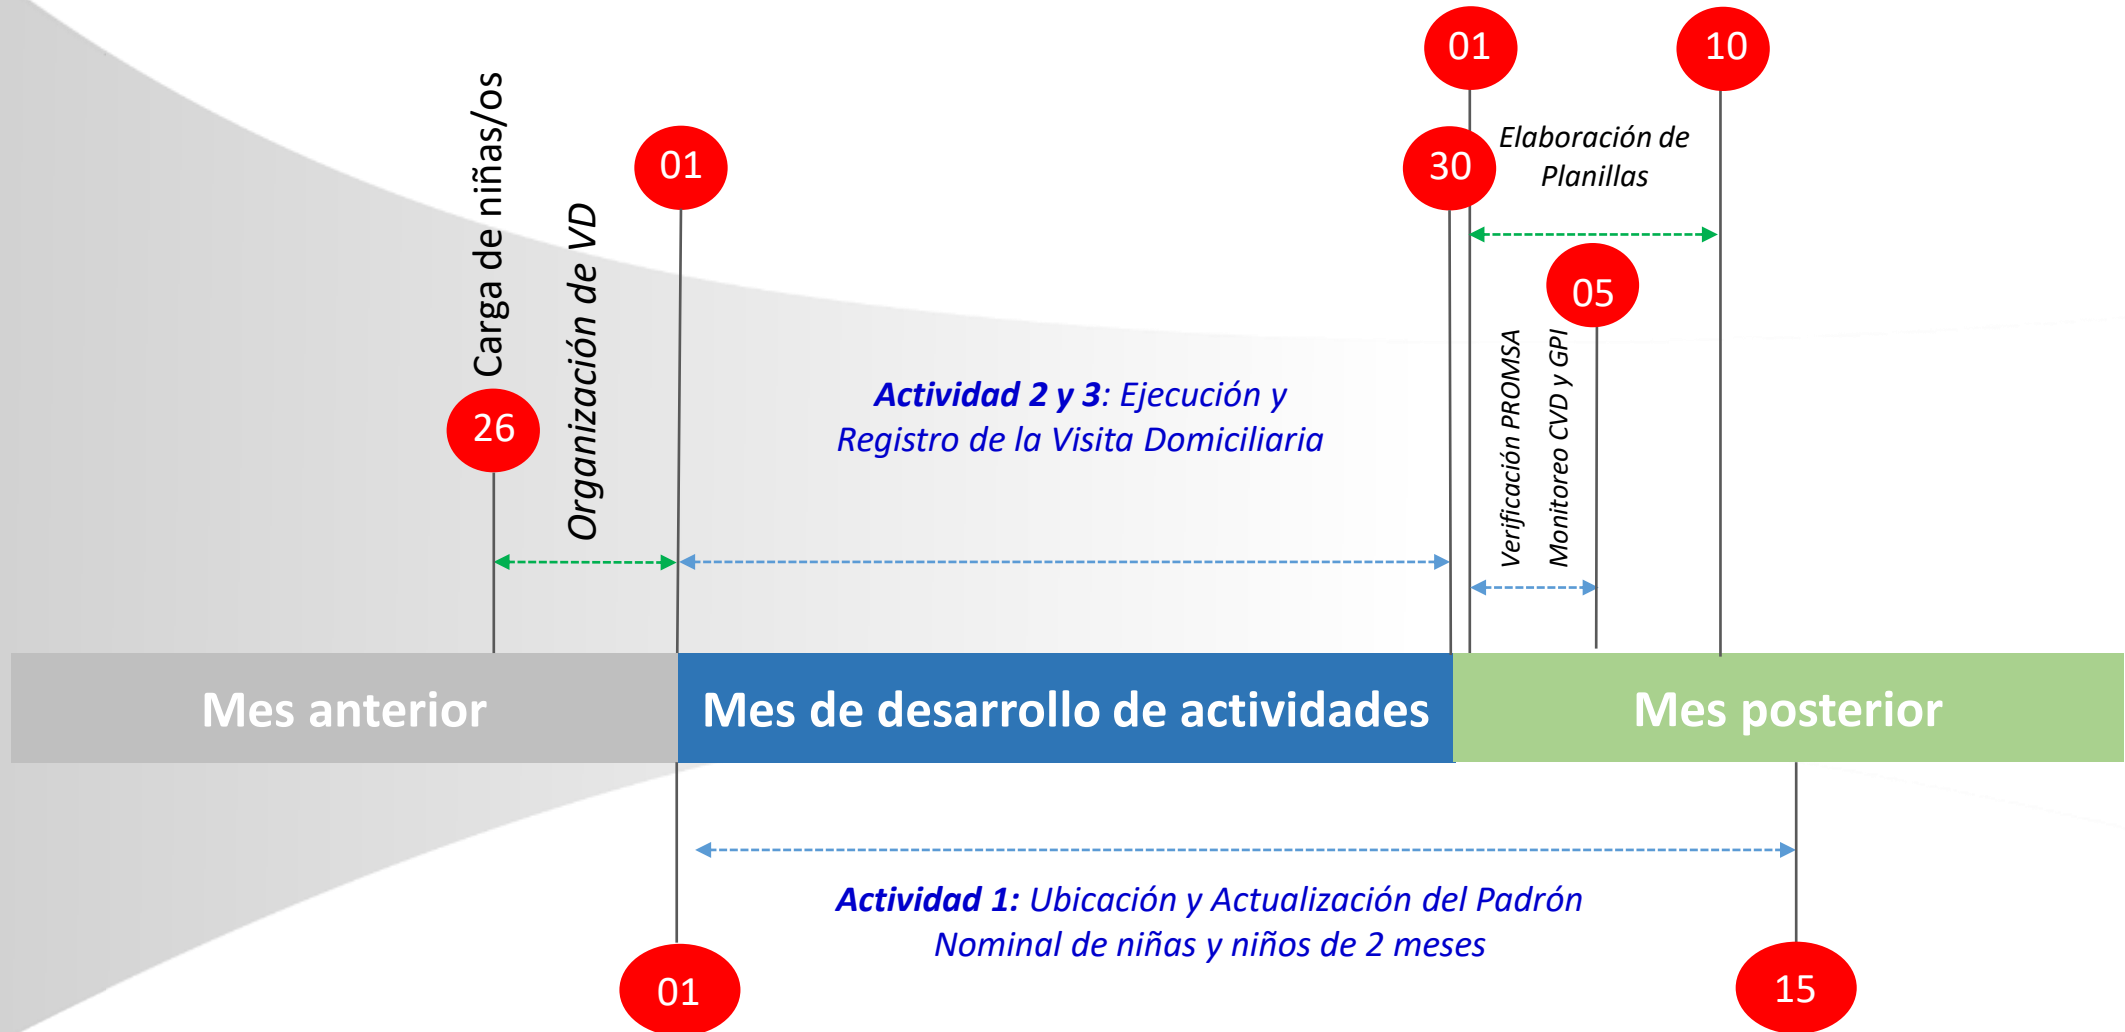 01
10
Carga de niñas/os
01
30
Elaboración de
Planillas
Organización de VD
05
26
Actividad 2 y 3: Ejecución y
Registro de la Visita Domiciliaria
Verificación PROMSA
Monitoreo CVD y GPI
Mes anterior
Mes de desarrollo de actividades
Mes posterior
Actividad 1: Ubicación y Actualización del Padrón
Nominal de niñas y niños de 2 meses
01
15